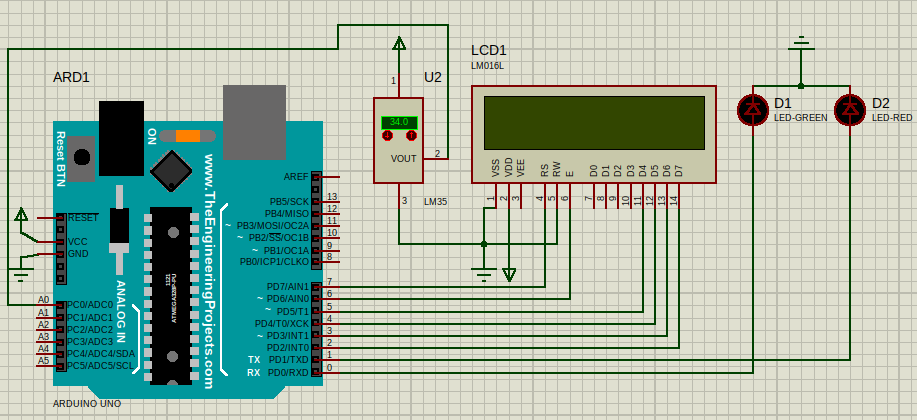 ARD1
ARDUINO UNO
Reset BTN
ON
www.TheEngineeringProjects.com
ANALOG IN
1121
ATMEGA328P-PU
RESET
VCC
GND
A0
PC0/ADC0
A1
PC1/ADC1
A2
PC2/ADC2
A3
PC3/ADC3
A4
PC4/ADC4/SDA
A5
PC5/ADC5/SCL
AREF
PB5/SCK 13
PB4/MISO 12
~ PB3/MOSI/OC2A 11
~ PB2/SS/OC1B 10
~ PB1/OC1A 9
PB0/ICP1/CLKO 8
PD7/AIN1 7
~ PD6/AIN0 6
~ PD5/T1 5
PD4/T0/XCK 4
~ PD3/INT1 3
PD2/INT0 2
TX PD1/TXD 1
RX PD0/RXD 0
U2
1
34.0
VOUT
2
3
LM35
LCD1
LM016L
VSS VDD VEE RS RW E D0 D1 D2 D3 D4 D5 D6 D7
1 2 3 4 5 6 7 8 9 10 11 12 13 14
D1
LED-GREEN
D2
LED-RED